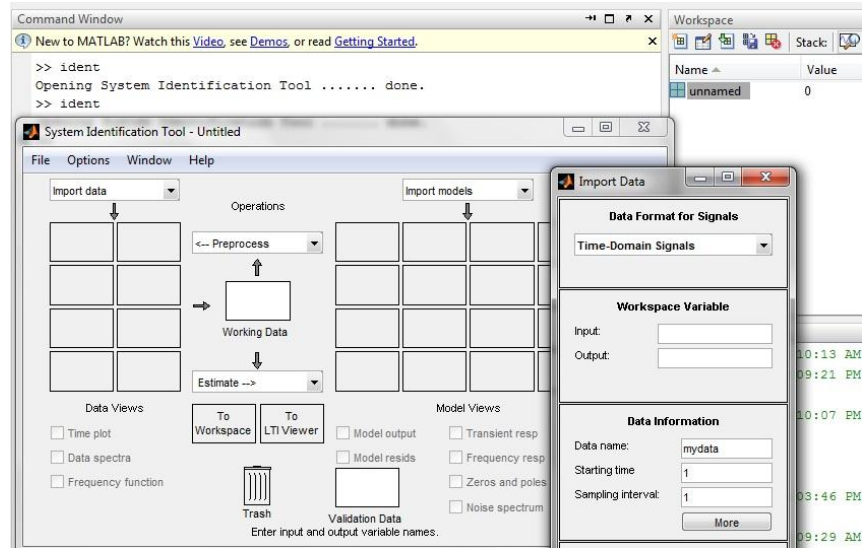 Command Window
Workspace
New to MATLAB? Watch this Video, see Demos, or read Getting Started.
Stack:
>> ident
Name
Value
Opening System Identification Tool ....... done.
unnamed
0
>> ident
System Identification Tool - Untitled
File Options Window Help
Import data
Operations
Import models
<-- Preprocess
Working Data
Estimate -->
Data Views
To Workspace
To LTI Viewer
Model Views
Time plot
Data spectra
Frequency function
Model output
Model resids
Transient resp
Frequency resp
Zeros and poles
Noise spectrum
Trash
Validation Data
Enter input and output variable names.
Import Data
Data Format for Signals
Time-Domain Signals
Workspace Variable
Input:
Output:
Data Information
Data name:
mydata
Starting time
1
Sampling interval:
1
More
10:13 AM
09:21 PM
10:07 PM
03:46 PM
09:29 AM